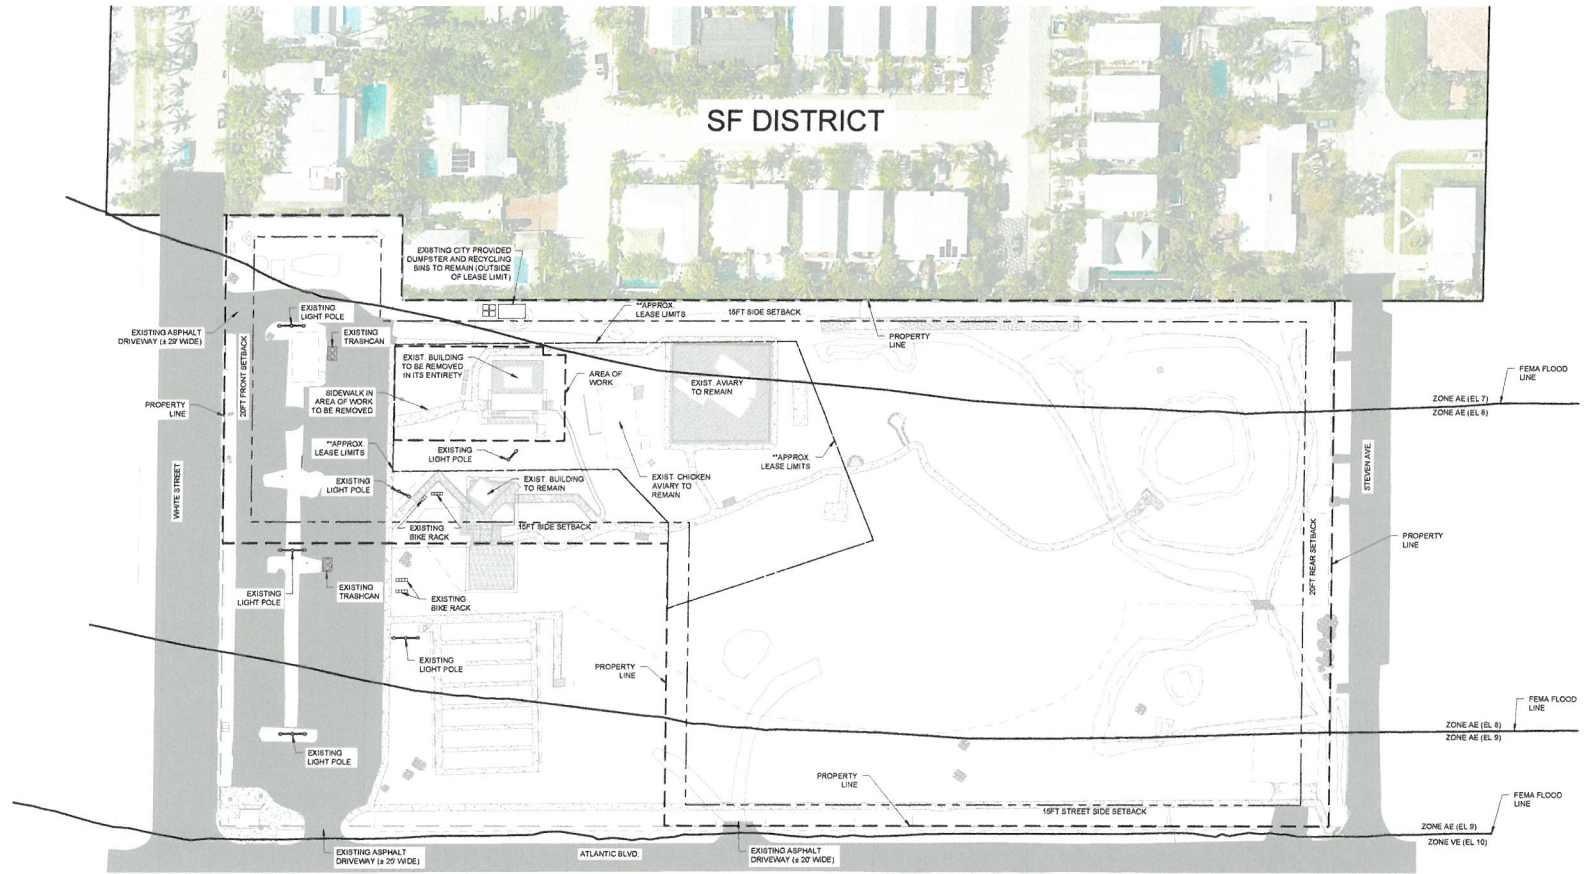 SF DISTRICT
EXISTING CITY PROVIDED
DUMPSTER AND RECYCLING
BINS TO REMAIN (OUTSIDE
OF LEASE LIMIT)
**APPROX.
LEASE LIMITS
15FT SIDE SETBACK
PROPERTY
LINE
EXISTING
LIGHT POLE
EXISTING
TRASHCAN
EXISTING ASPHALT
DRIVEWAY (± 29' WIDE)
20FT FRONT SETBACK
EXIST. BUILDING
TO BE REMOVED
IN ITS ENTIRETY
AREA OF
WORK
EXIST. AVIARY
TO REMAIN
FEMA FLOOD
LINE
ZONE AE (EL 7)
ZONE AE (EL 8)
SIDEWALK IN
AREA OF WORK
TO BE REMOVED
PROPERTY
LINE
**APPROX.
LEASE LIMITS
EXISTING
LIGHT POLE
**APPROX.
LEASE LIMITS
EXIST. CHICKEN
AVIARY TO
REMAIN
EXISTING
LIGHT POLE
EXIST. BUILDING
TO REMAIN
WHITE STREET
STEVEN AVE.
EXISTING
BIKE RACK
15FT SIDE SETBACK
20FT REAR SETBACK
PROPERTY
LINE
EXISTING
LIGHT POLE
EXISTING
TRASHCAN
EXISTING
BIKE RACK
EXISTING
LIGHT POLE
PROPERTY
LINE
FEMA FLOOD
LINE
ZONE AE (EL 8)
ZONE AE (EL 9)
EXISTING
LIGHT POLE
PROPERTY
LINE
15FT STREET SIDE SETBACK
FEMA FLOOD
LINE
ZONE AE (EL 9)
ZONE VE (EL 10)
EXISTING ASPHALT
DRIVEWAY (± 25' WIDE)
ATLANTIC BLVD.
EXISTING ASPHALT
DRIVEWAY (± 20' WIDE)